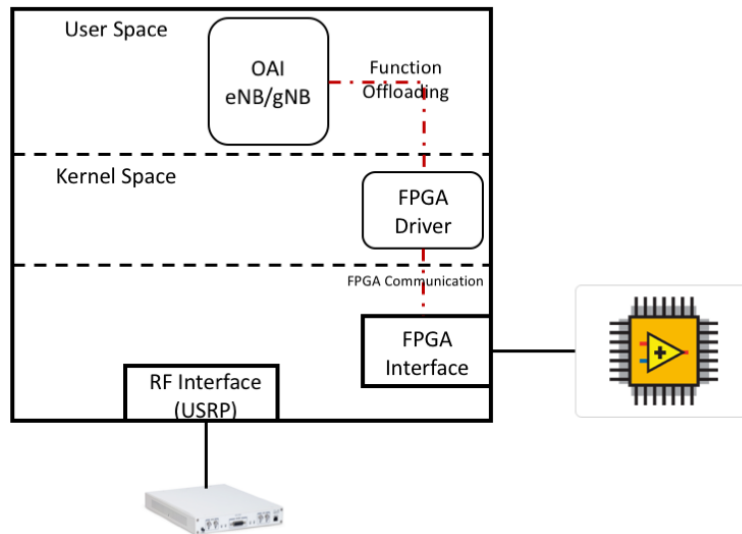 User Space
OAI
eNB/gNB
Function
Offloading
Kernel Space
FPGA
Driver
FPGA Communication
FPGA
Interface
RF Interface
(USRP)